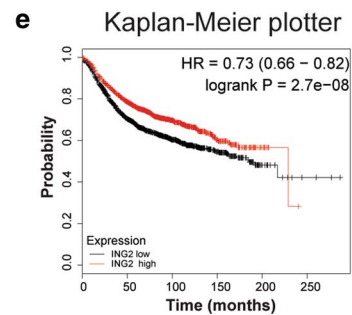 e
Kaplan-Meier plotter
HR = 0.73 (0.66 − 0.82)
logrank P = 2.7e−08
Probability
1.0
0.8
0.6
0.4
0.2
0.0
Expression
ING2 low
ING2 high
0 50 100 150 200 250
Time (months)